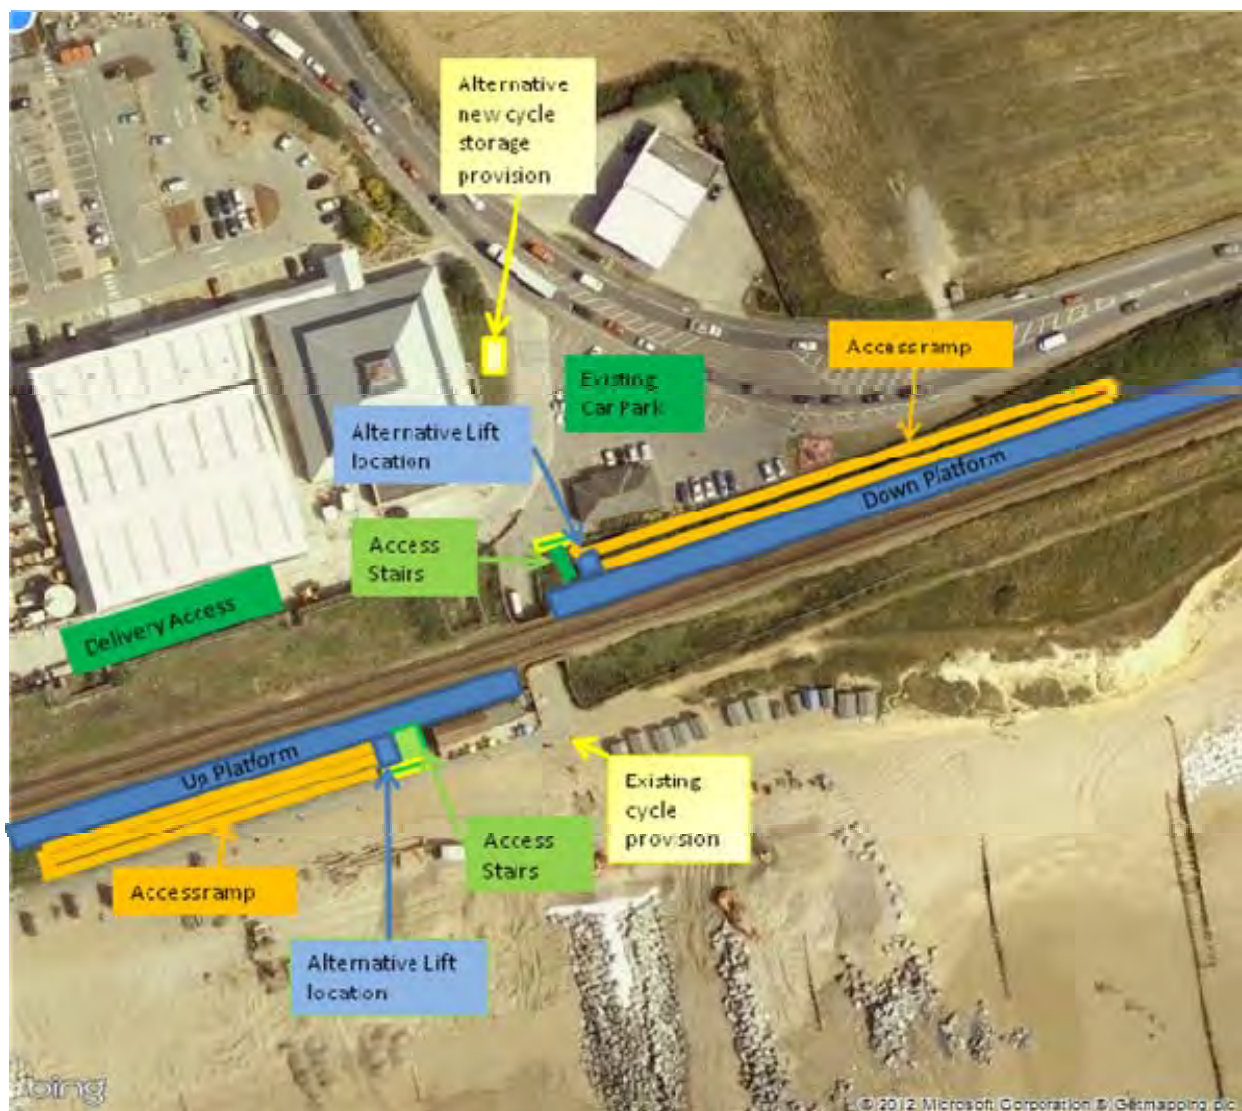 Alternative
new cycle
storage
provision
Access ramp
Existing
Car Park
Alternative Lift
location
Down Platform
Access
Stairs
Delivery Access
Up Platform
Existing
cycle
provision
Access
Stairs
Access ramp
Alternative Lift
location
bing
© 2012 Microsoft Corporation © Getmapping plc